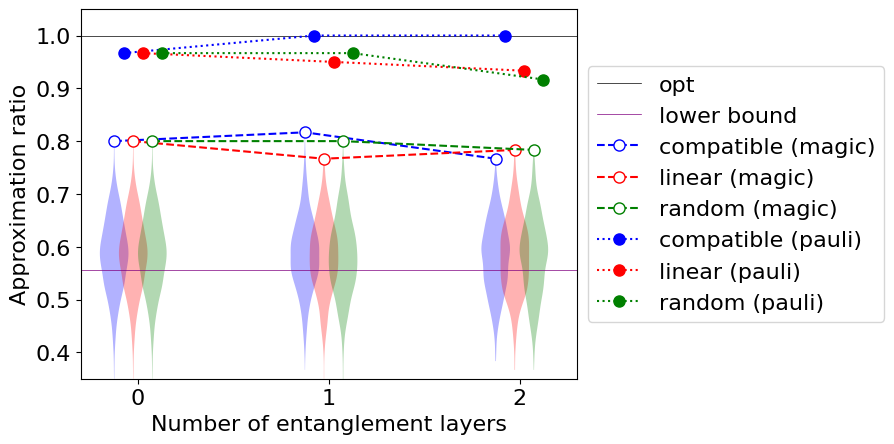 1.0
0.9
0.8
0.7
0.6
0.5
0.4
Approximation ratio
0 1 2
Number of entanglement layers
opt
lower bound
compatible (magic)
linear (magic)
random (magic)
compatible (pauli)
linear (pauli)
random (pauli)